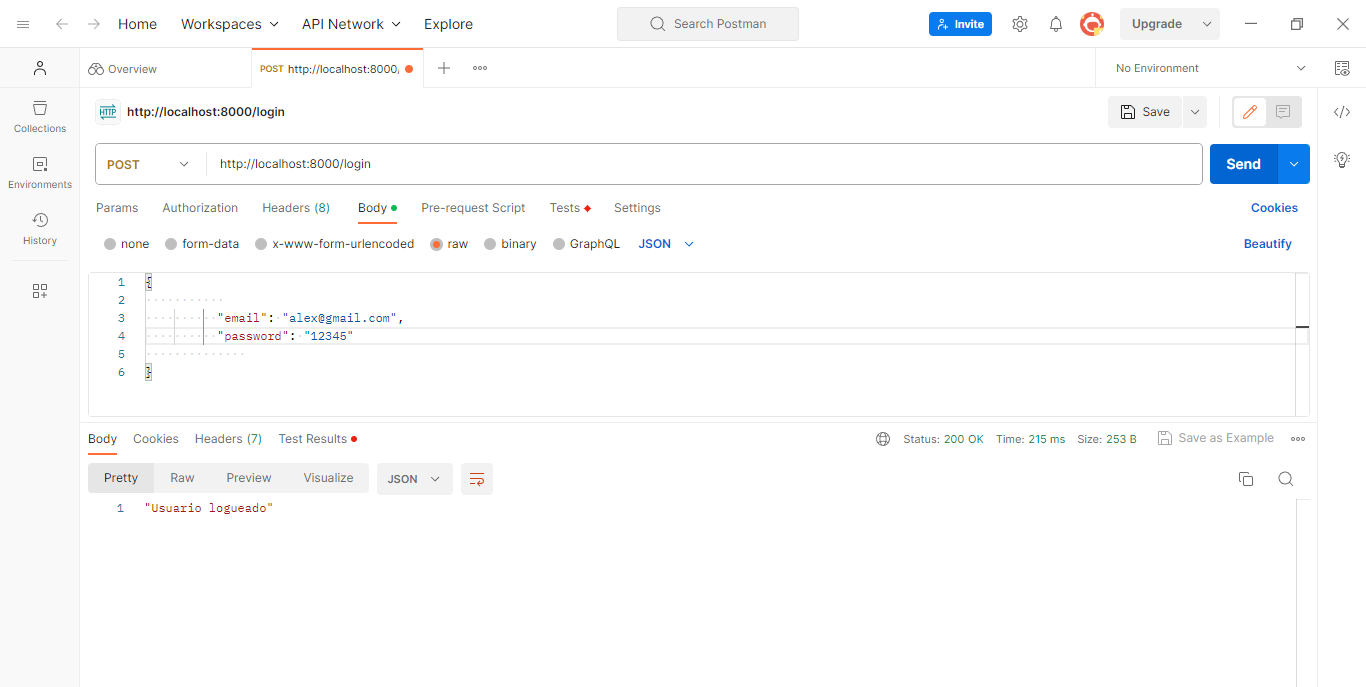 Home Workspaces API Network Explore Search Postman Invite Upgrade
Overview POST http://localhost:8000/ No Environment
HTTP http://localhost:8000/login Save
Collections
Environments
History
POST http://localhost:8000/login Send
Params Authorization Headers (8) Body Pre-request Script Tests Settings Cookies
none form-data x-www-form-urlencoded raw binary GraphQL JSON Beautify
1 {
2
3 "email": "alex@gmail.com",
4 "password": "12345"
5
6 }
Body Cookies Headers (7) Test Results Status: 200 OK Time: 215 ms Size: 253 B Save as Example
Pretty Raw Preview Visualize JSON
1 "Usuario logueado"